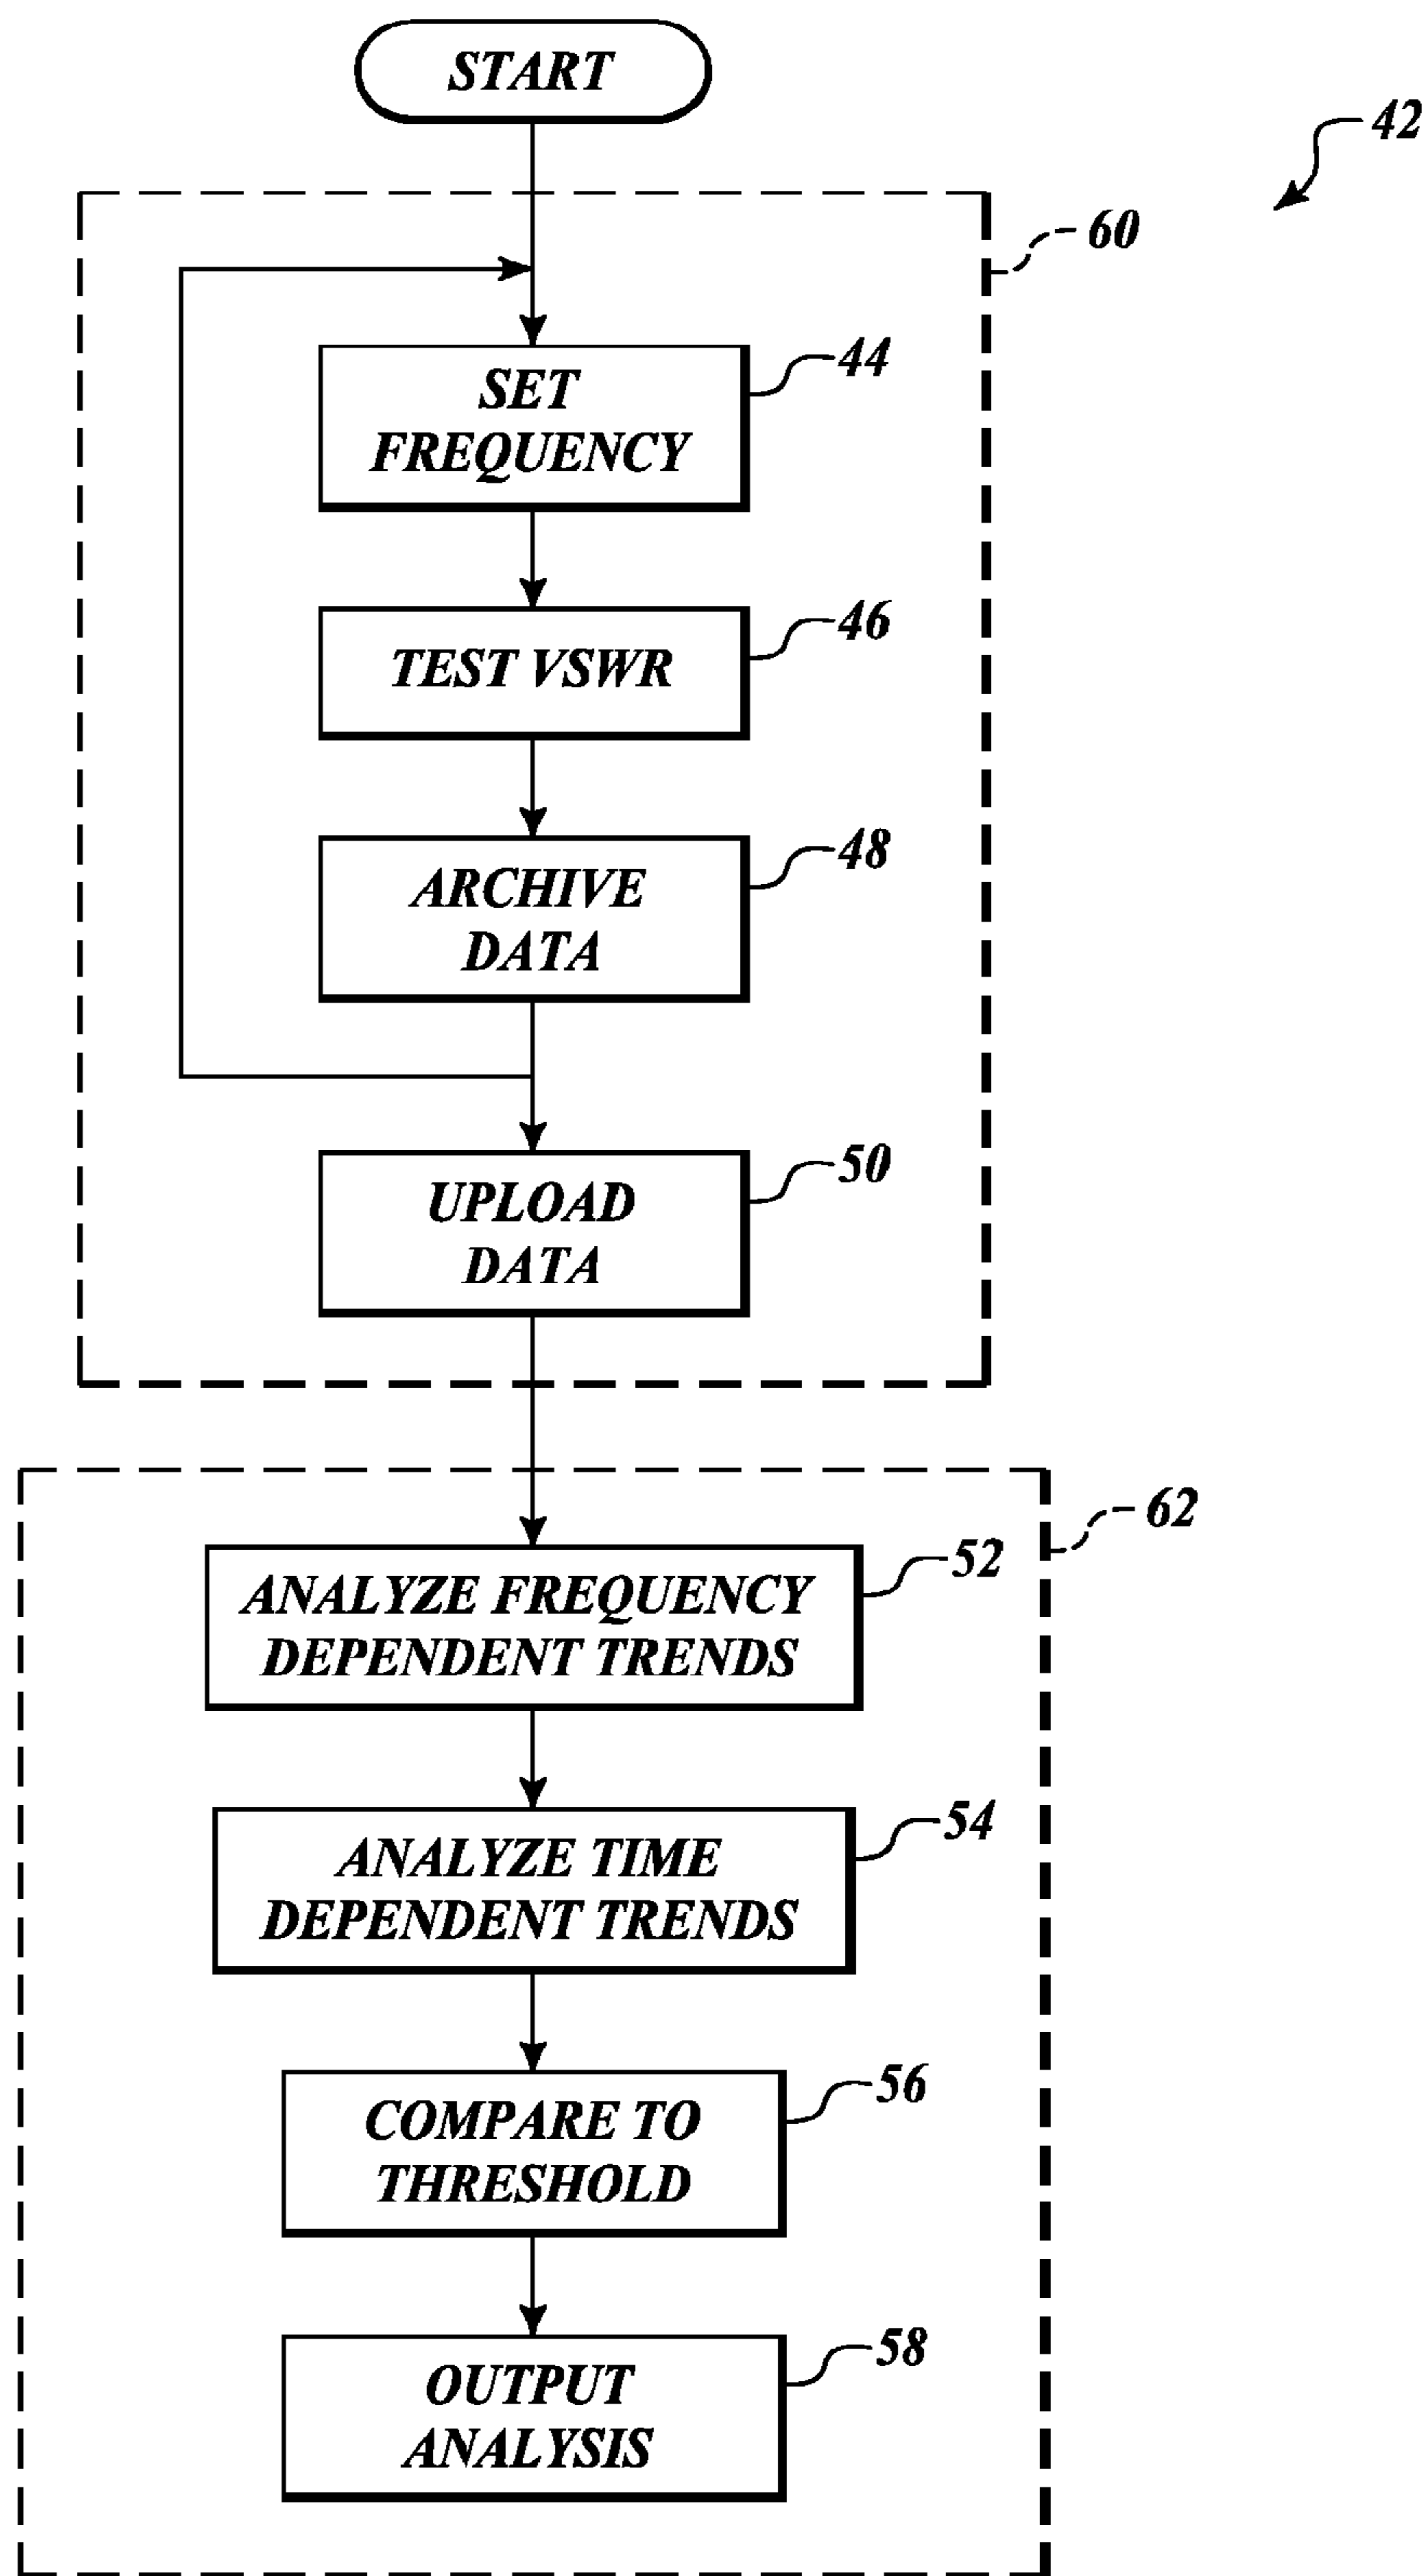 START
42
60
SET
FREQUENCY
44
TEST VSWR
46
ARCHIVE
DATA
48
UPLOAD
DATA
50
62
ANALYZE FREQUENCY
DEPENDENT TRENDS
52
ANALYZE TIME
DEPENDENT TRENDS
54
COMPARE TO
THRESHOLD
56
OUTPUT
ANALYSIS
58